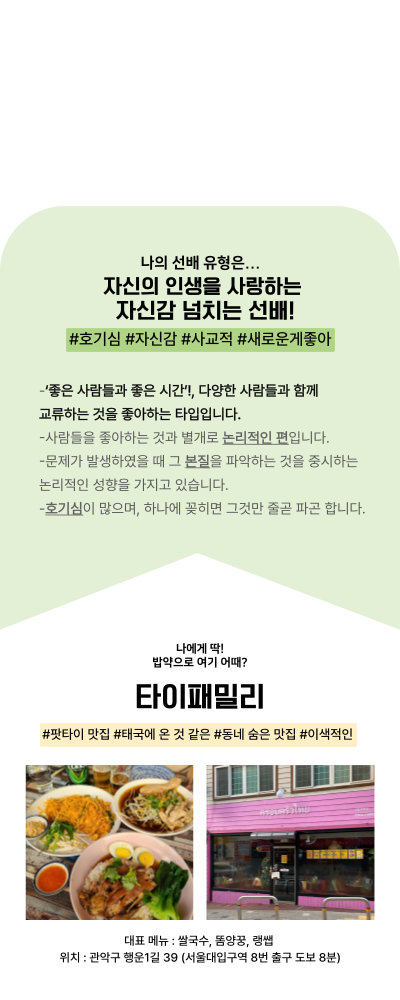 나의 선배 유형은...
자신의 인생을 사랑하는
자신감 넘치는 선배!
#호기심 #자신감 #사교적 #새로운게좋아
-‘좋은 사람들과 좋은 시간’!, 다양한 사람들과 함께
교류하는 것을 좋아하는 타입입니다.
-사람들을 좋아하는 것과 별개로 논리적인 편입니다.
-문제가 발생하였을 때 그 본질을 파악하는 것을 중시하는
논리적인 성향을 가지고 있습니다.
-호기심이 많으며, 하나에 꽂히면 그것만 줄곧 파곤 합니다.
나에게 딱!
밥약으로 여기 어때?
타이패밀리
#팟타이 맛집 #태국에 온 것 같은 #동네 숨은 맛집 #이색적인
대표 메뉴 : 쌀국수, 똠양꿍, 랭쌥
위치 : 관악구 행운1길 39 (서울대입구역 8번 출구 도보 8분)